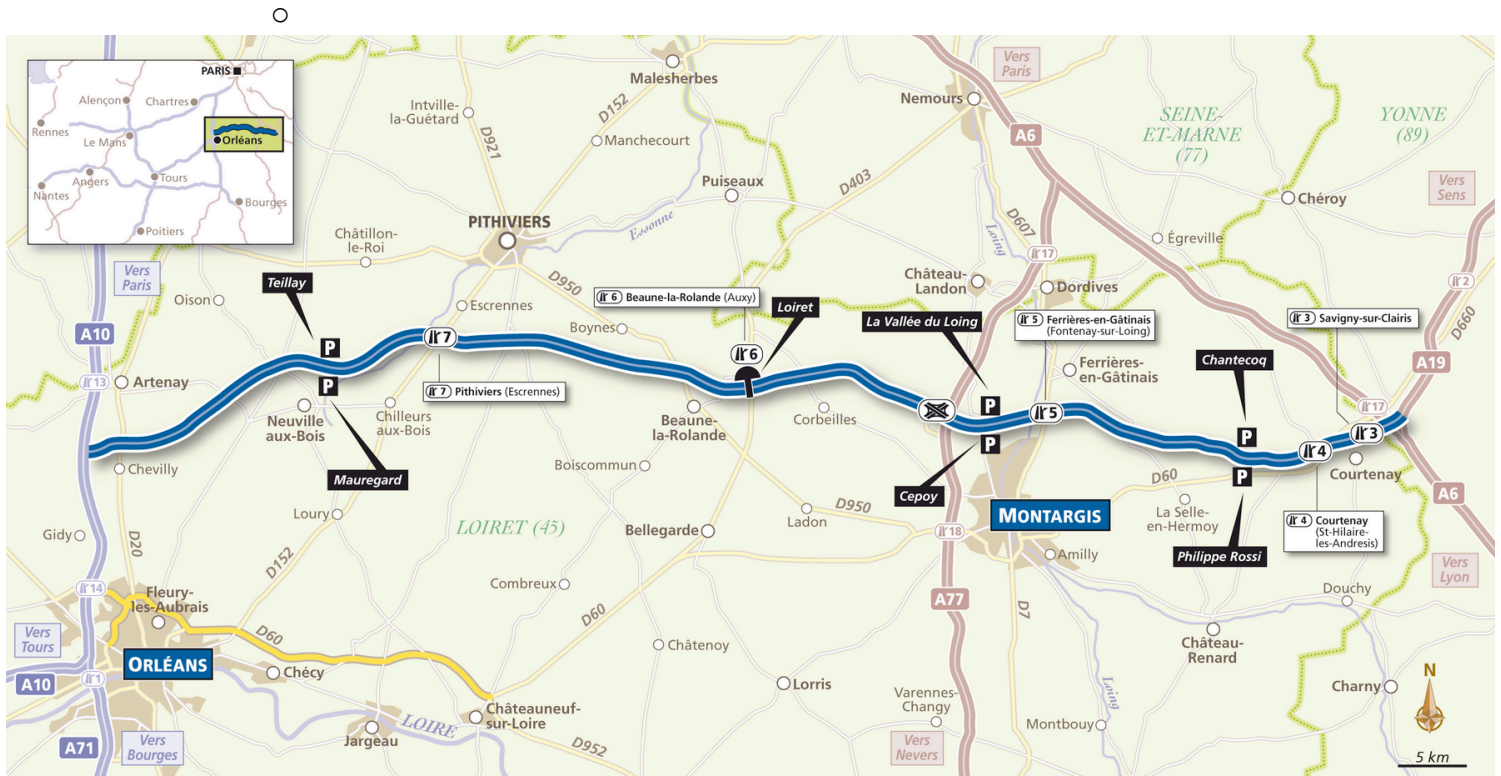 PARIS
Alençon
Chartres
Rennes
Le Mans
Orléans
Angers
Tours
Nantes
Bourges
Poitiers
Malesherbes
Vers
Paris
Nemours
Intville-
la-Guétard
D152
D921
Manchecourt
A6
SEINE-
ET-MARNE
(77)
YONNE
(89)
Puiseaux
D403
Vers
Sens
Chéroy
PITHIVIERS
Essonne
Loing
D607
Égreville
Châtillon-
le-Roi
17
Vers
Paris
Teillay
Oison
D950
Château-
Landon
Dordives
2
Escrennes
6 Beaune-la-Rolande (Auxy)
Loiret
La Vallée du Loing
5 Ferrières-en-Gâtinais
(Fontenay-sur-Loing)
3 Savigny-sur-Clairis
D660
A10
Boynes
7
P
6
A19
Chantecoq
13
Artenay
P
7 Pithiviers (Escrennes)
Ferrières-
en-Gâtinais
Neuville
aux-Bois
Chilleurs
aux-Bois
Beaune-
la-Rolande
Corbeilles
P
5
17
P
P
4
3
Chevilly
Mauregard
Boiscommun
Cepoy
D60
P
Courtenay
A6
Loury
LOIRET (45)
Bellegarde
D950
Ladon
MONTARGIS
La Selle-
en-Hermoy
4 Courtenay
(St-Hilaire-
les-Andresis)
Gidy
D20
D152
18
Amilly
Philippe Rossi
Vers
Lyon
14
Fleury-
les-Aubrais
Combreux
D60
A77
D7
Douchy
Vers
Tours
D60
Châtenoy
Château-
Renard
ORLÉANS
Chécy
A10
1
Lorris
Varennes-
Changy
Loing
Charny
N
Châteauneuf-
sur-Loire
LOIRE
Jargeau
Montbouy
A71
Vers
Bourges
D952
Vers
Nevers
5 km